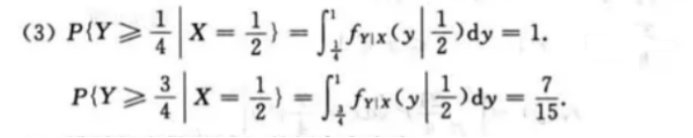 (3) P{Y ≥ 1/4 | X = 1/2} = ∫_{1/4}^{1} f_{Y|X}(y | 1/2)dy = 1.
P{Y ≥ 3/4 | X = 1/2} = ∫_{3/4}^{1} f_{Y|X}(y | 1/2)dy = 7/15.